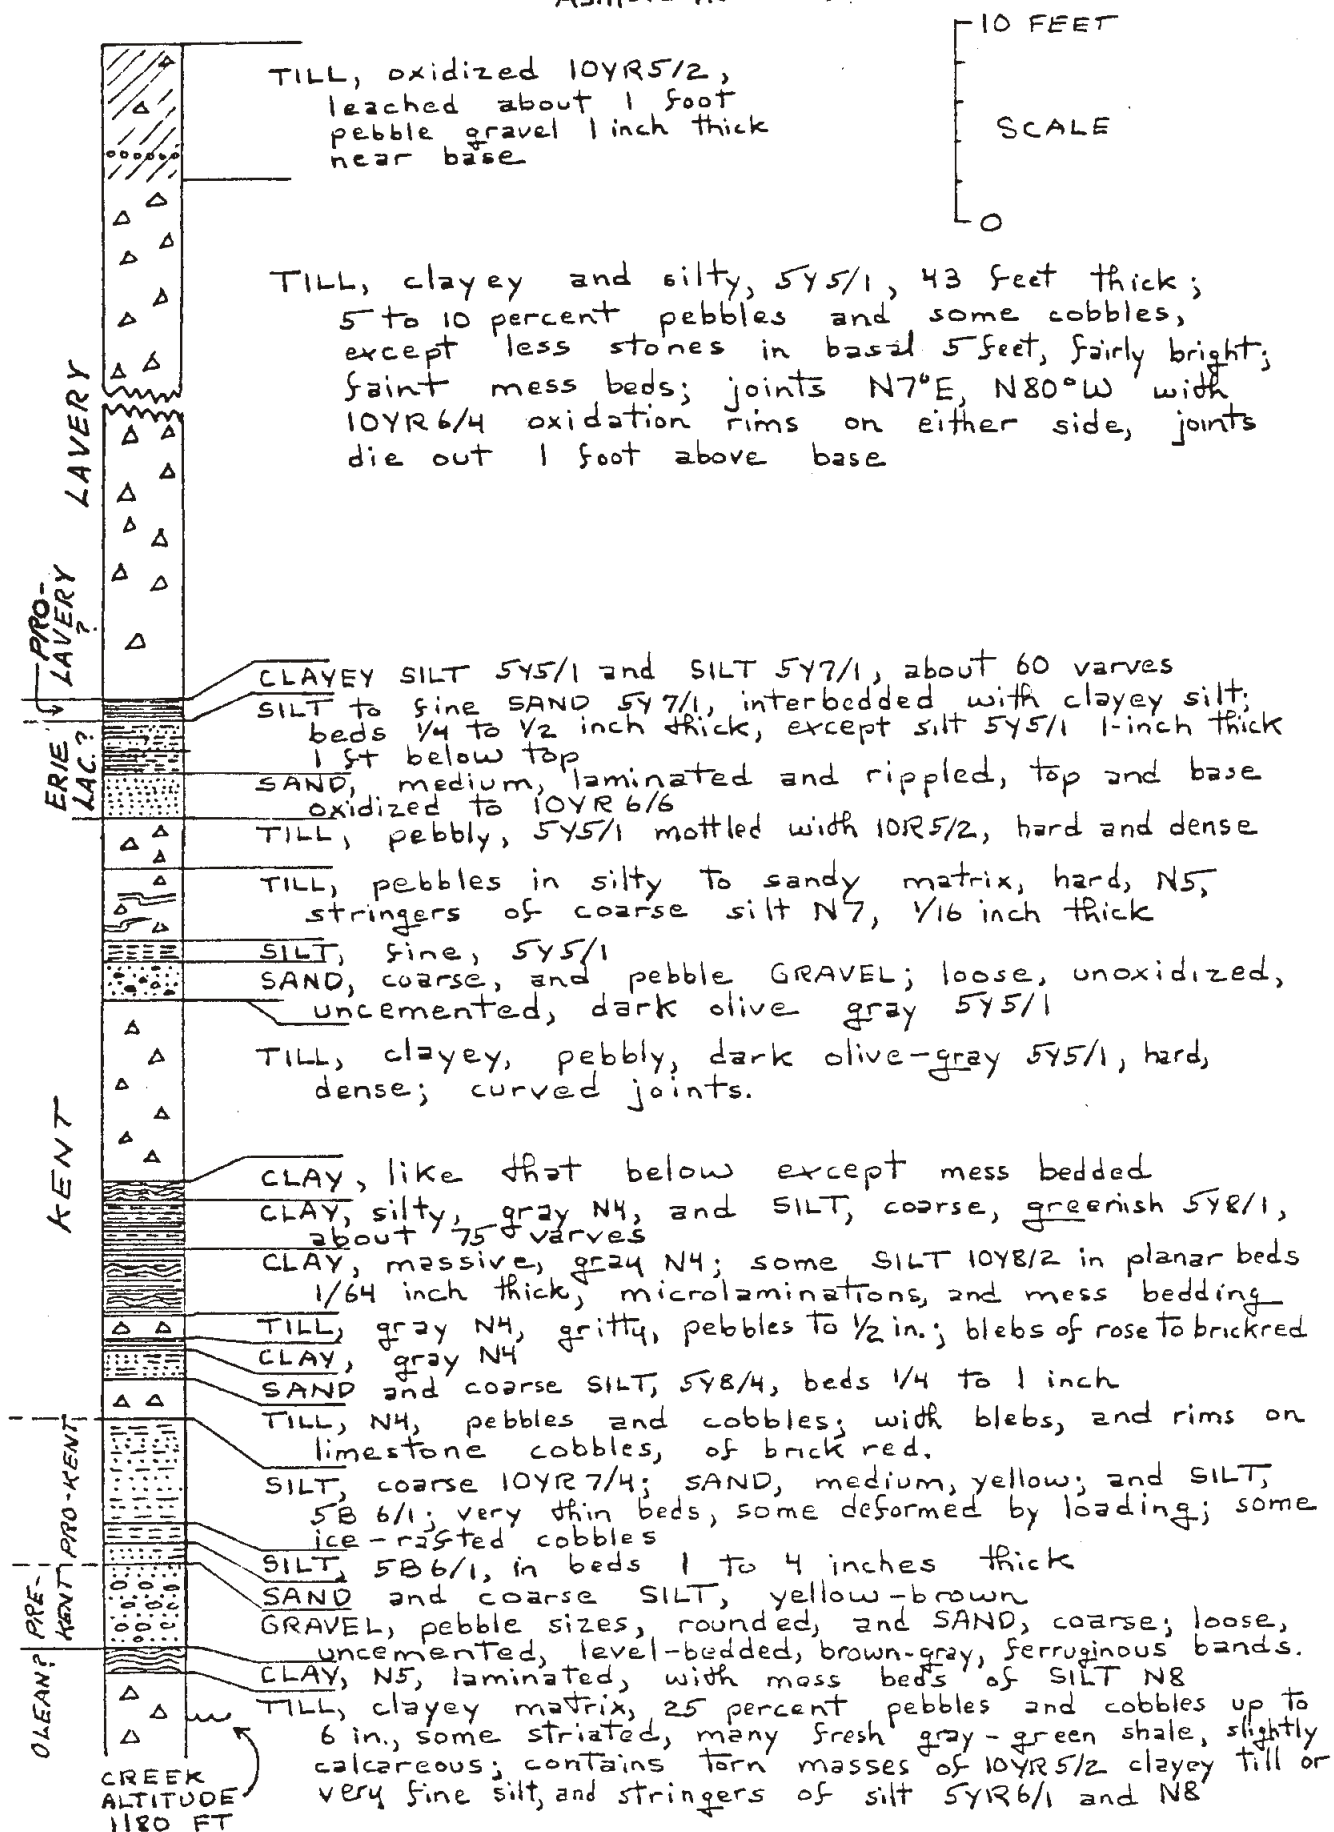 10 FEET
SCALE
0
TILL, oxidized 10YR5/2,
leached about 1 foot
pebble gravel 1 inch thick
near base
TILL, clayey and silty, 5Y5/1, 43 feet thick;
5 to 10 percent pebbles and some cobbles,
except less stones in basal 5 feet, fairly bright;
faint mess beds; joints N7°E, N80°W with
10YR6/4 oxidation rims on either side, joints
die out 1 foot above base
LAVERY
PRO-
LAVERY
?
CLAYEY SILT 5Y5/1 and SILT 5Y7/1, about 60 varves
SILT to fine SAND 5Y7/1, interbedded with clayey silt;
beds 1/4 to 1/2 inch thick, except silt 5Y5/1 1-inch thick
1 ft below top
ERIE
LAC.?
SAND, medium, laminated and rippled, top and base
oxidized to 10YR 6/6
TILL, pebbly, 5Y5/1 mottled with 10R5/2, hard and dense
TILL, pebbles in silty to sandy matrix, hard, N5,
stringers of coarse silt N7, 1/16 inch thick
SILT, fine, 5Y5/1
SAND, coarse, and pebble GRAVEL; loose, unoxidized,
uncemented, dark olive gray 5Y5/1
TILL, clayey, pebbly, dark olive-gray 5Y5/1, hard,
dense; curved joints.
KENT
CLAY, like that below except mess bedded
CLAY, silty, gray N4, and SILT, coarse, greenish 5Y8/1,
about 75 varves
CLAY, massive, gray N4; some SILT 10Y8/2 in planar beds
1/64 inch thick, microlaminations, and mess bedding
TILL, gray N4, gritty, pebbles to 1/2 in.; blebs of rose to brickred
CLAY, gray N4
SAND and coarse SILT, 5Y8/4, beds 1/4 to 1 inch
TILL, N4, pebbles and cobbles; with blebs, and rims on
limestone cobbles, of brick red.
PRO-KENT
SILT, coarse 10YR 7/4; SAND, medium, yellow; and SILT,
5B 6/1; very thin beds, some deformed by loading; some
ice-rafted cobbles
SILT, 5B6/1, in beds 1 to 4 inches thick
SAND and coarse SILT, yellow-brown
PRE-
KENT
GRAVEL, pebble sizes, rounded, and SAND, coarse; loose,
uncemented, level-bedded, brown-gray, ferruginous bands.
OLEAN?
CLAY, N5, laminated, with mess beds of SILT N8
TILL, clayey matrix, 25 percent pebbles and cobbles up to
6 in., some striated, many fresh gray-green shale, slightly
calcareous; contains torn masses of 10YR5/2 clayey till or
very fine silt, and stringers of silt 5YR6/1 and N8
CREEK
ALTITUDE
1180 FT